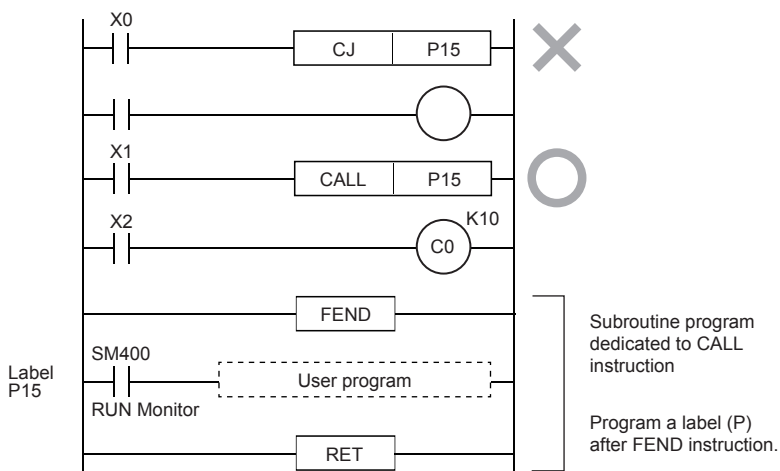 X0
CJ P15
X1
CALL P15
X2
K10
C0
FEND
Subroutine program
dedicated to CALL
instruction
SM400
Label
P15
User program
RUN Monitor
Program a label (P)
after FEND instruction.
RET